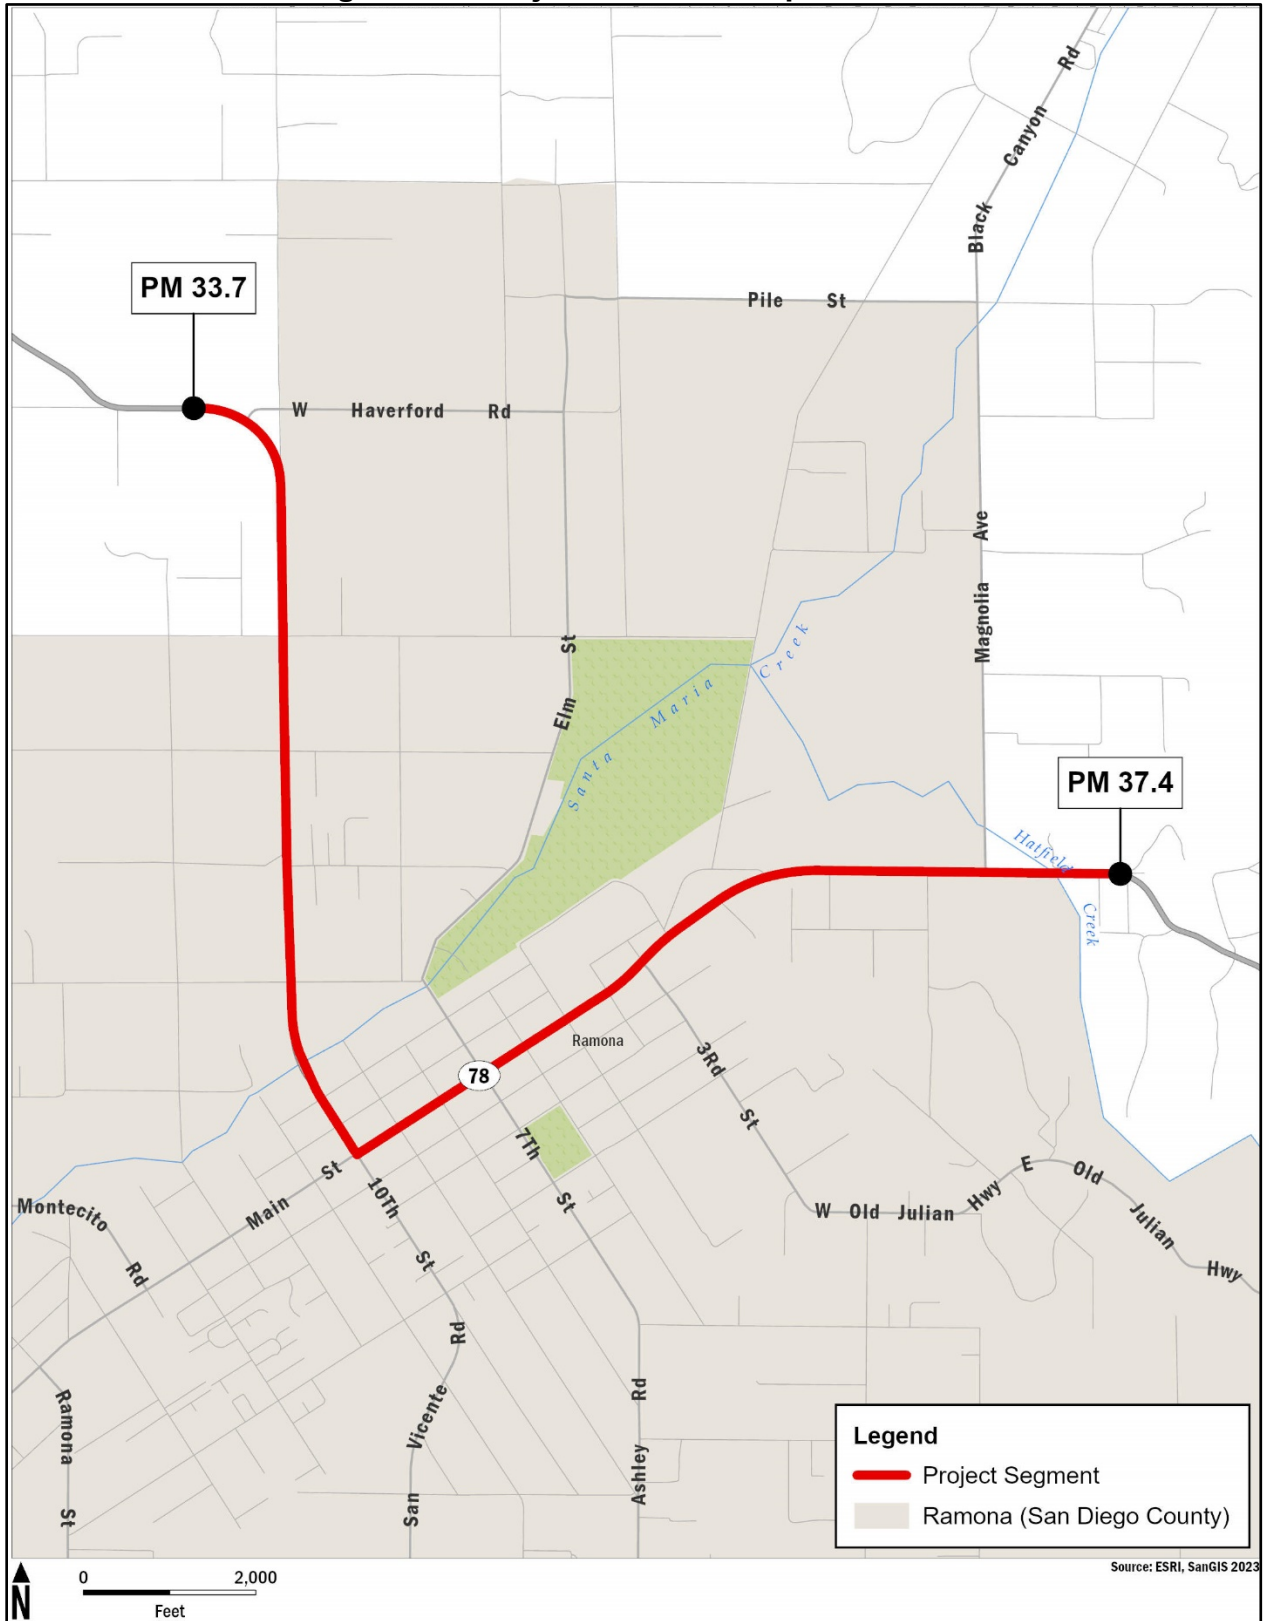 Black Canyon Rd
PM 33.7
Pile St
W Haverford Rd
Magnolia Ave
Elm St
Santa Maria Creek
PM 37.4
Hatfield Creek
Ramona
78
3Rd St
7Th St
Main St
10Th St
Montecito Rd
W Old Julian Hwy
E Old Julian Hwy
San Vicente Rd
Ashley Rd
Ramona St
Legend
Project Segment
Ramona (San Diego County)
Source: ESRI, SanGIS 2023
N
0 2,000
Feet